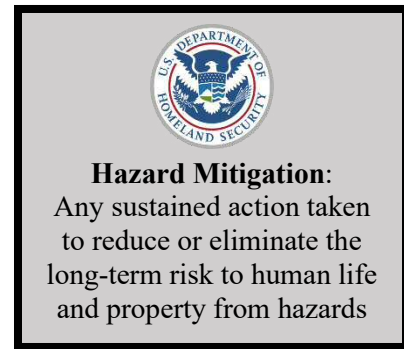 U.S. DEPARTMENT OF
HOMELAND SECURITY
Hazard Mitigation:
Any sustained action taken
to reduce or eliminate the
long-term risk to human life
and property from hazards